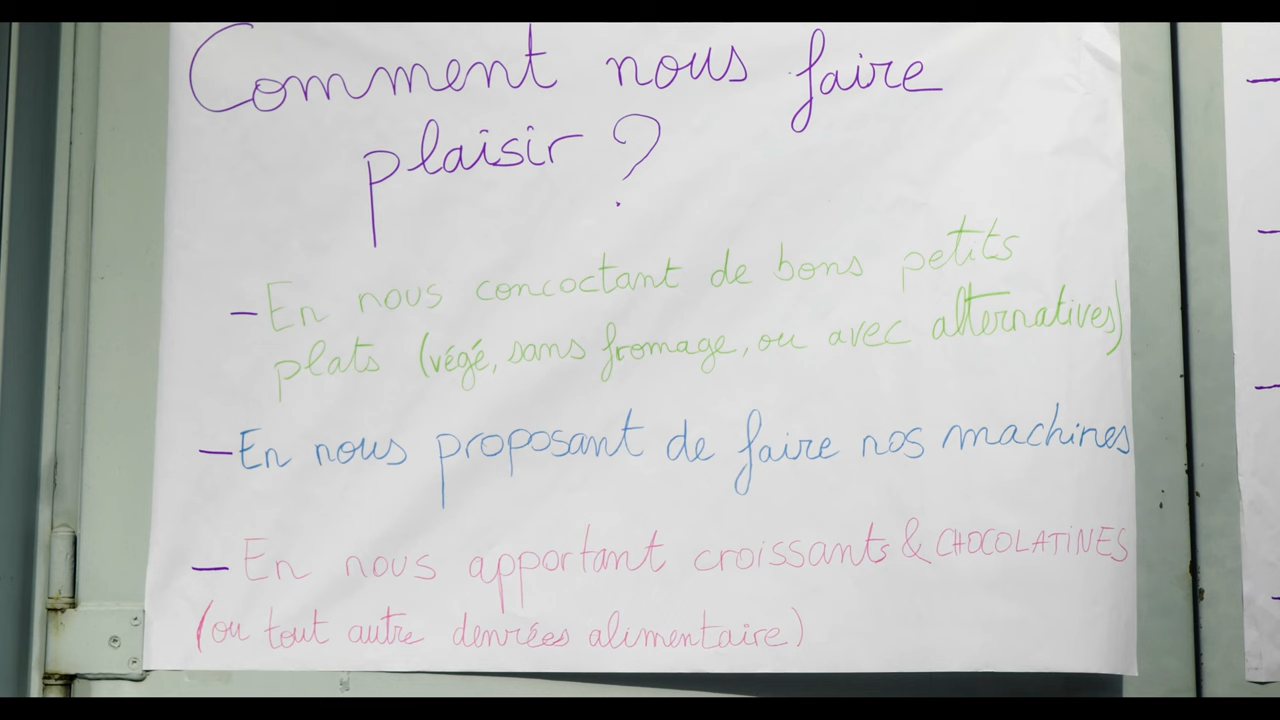 Comment nous faire
plaisir ?
- En nous concoctant de bons petits
plats (végé, sans fromage, ou avec alternatives)
- En nous proposant de faire nos machines
- En nous apportant croissants & CHOCOLATINES
(ou tout autre denrées alimentaire)